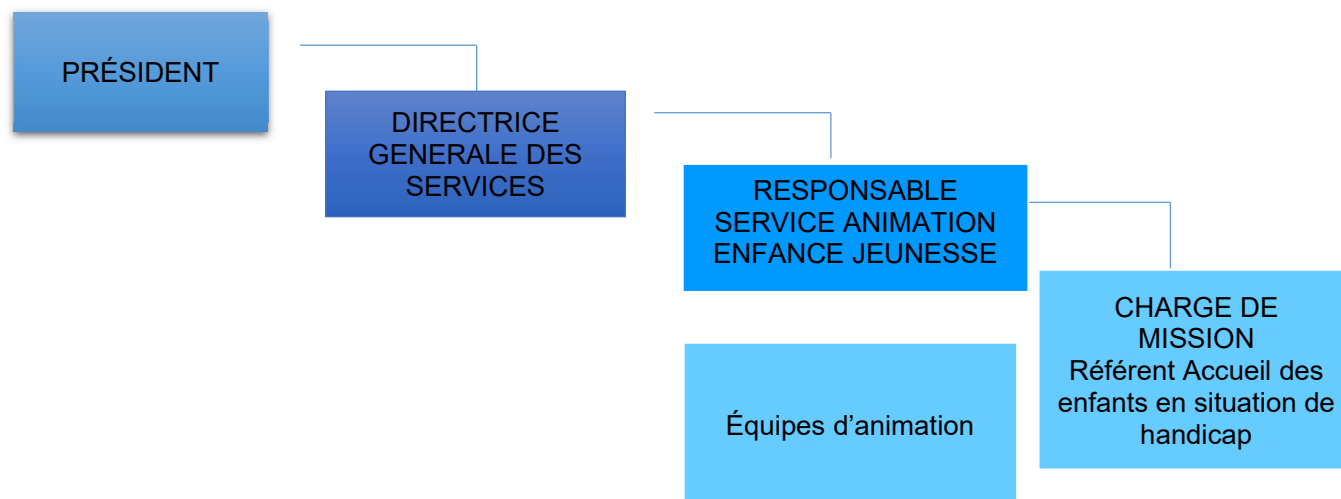 PRÉSIDENT
DIRECTRICE
GENERALE DES
SERVICES
RESPONSABLE
SERVICE ANIMATION
ENFANCE JEUNESSE
CHARGE DE
MISSION
Référent Accueil des
enfants en situation de
handicap
Équipes d’animation